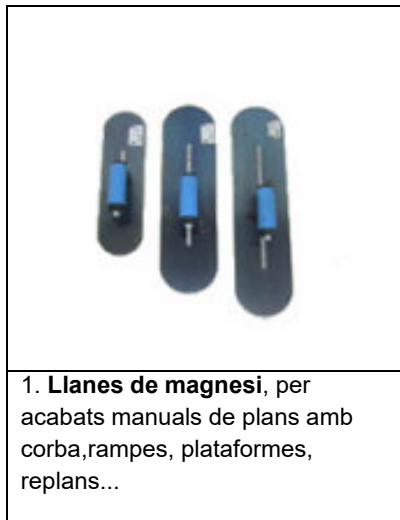 1. Llanes de magnesi, per
acabats manuals de plans amb
corba,rampes, plataformes,
replans...